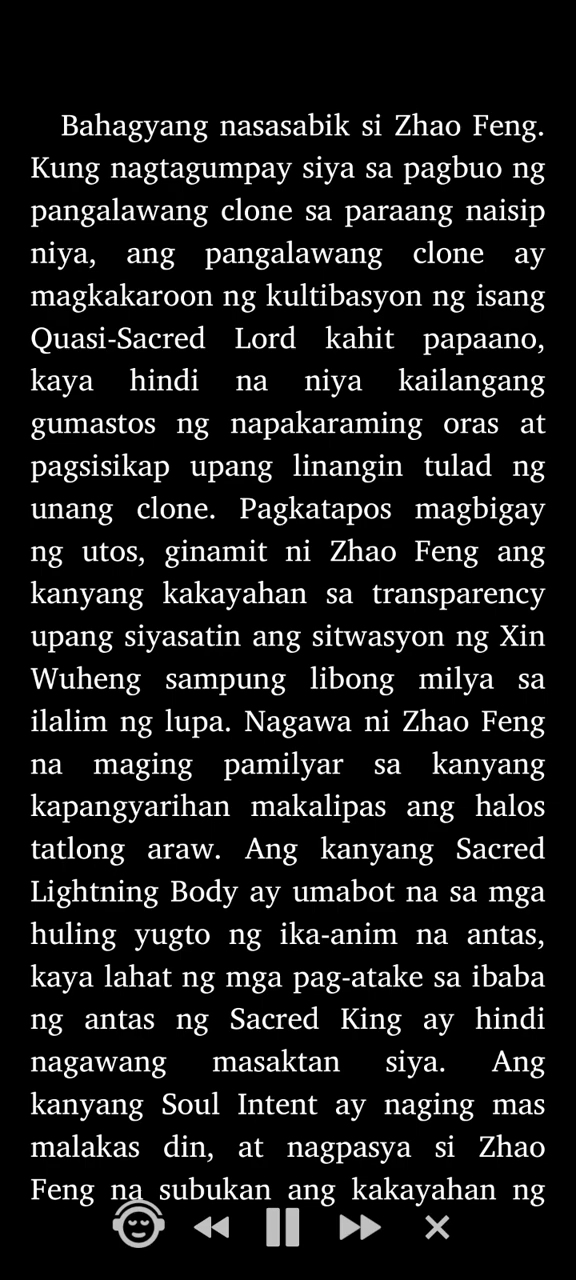 Bahagyang nasasabik si Zhao Feng.
Kung nagtagumpay siya sa pagbuo ng
pangalawang clone sa paraang naisip
niya, ang pangalawang clone ay
magkakaroon ng kultibasyon ng isang
Quasi-Sacred Lord kahit papaano,
kaya hindi na niya kailangang
gumastos ng napakaraming oras at
pagsisikap upang linangin tulad ng
unang clone. Pagkatapos magbigay
ng utos, ginamit ni Zhao Feng ang
kanyang kakayahan sa transparency
upang siyasatin ang sitwasyon ng Xin
Wuheng sampung libong milya sa
ilalim ng lupa. Nagawa ni Zhao Feng
na maging pamilyar sa kanyang
kapangyarihan makalipas ang halos
tatlong araw. Ang kanyang Sacred
Lightning Body ay umabot na sa mga
huling yugto ng ika-anim na antas,
kaya lahat ng mga pag-atake sa ibaba
ng antas ng Sacred King ay hindi
nagawang masaktan siya. Ang
kanyang Soul Intent ay naging mas
malakas din, at nagpasya si Zhao
Feng na subukan ang kakayahan ng